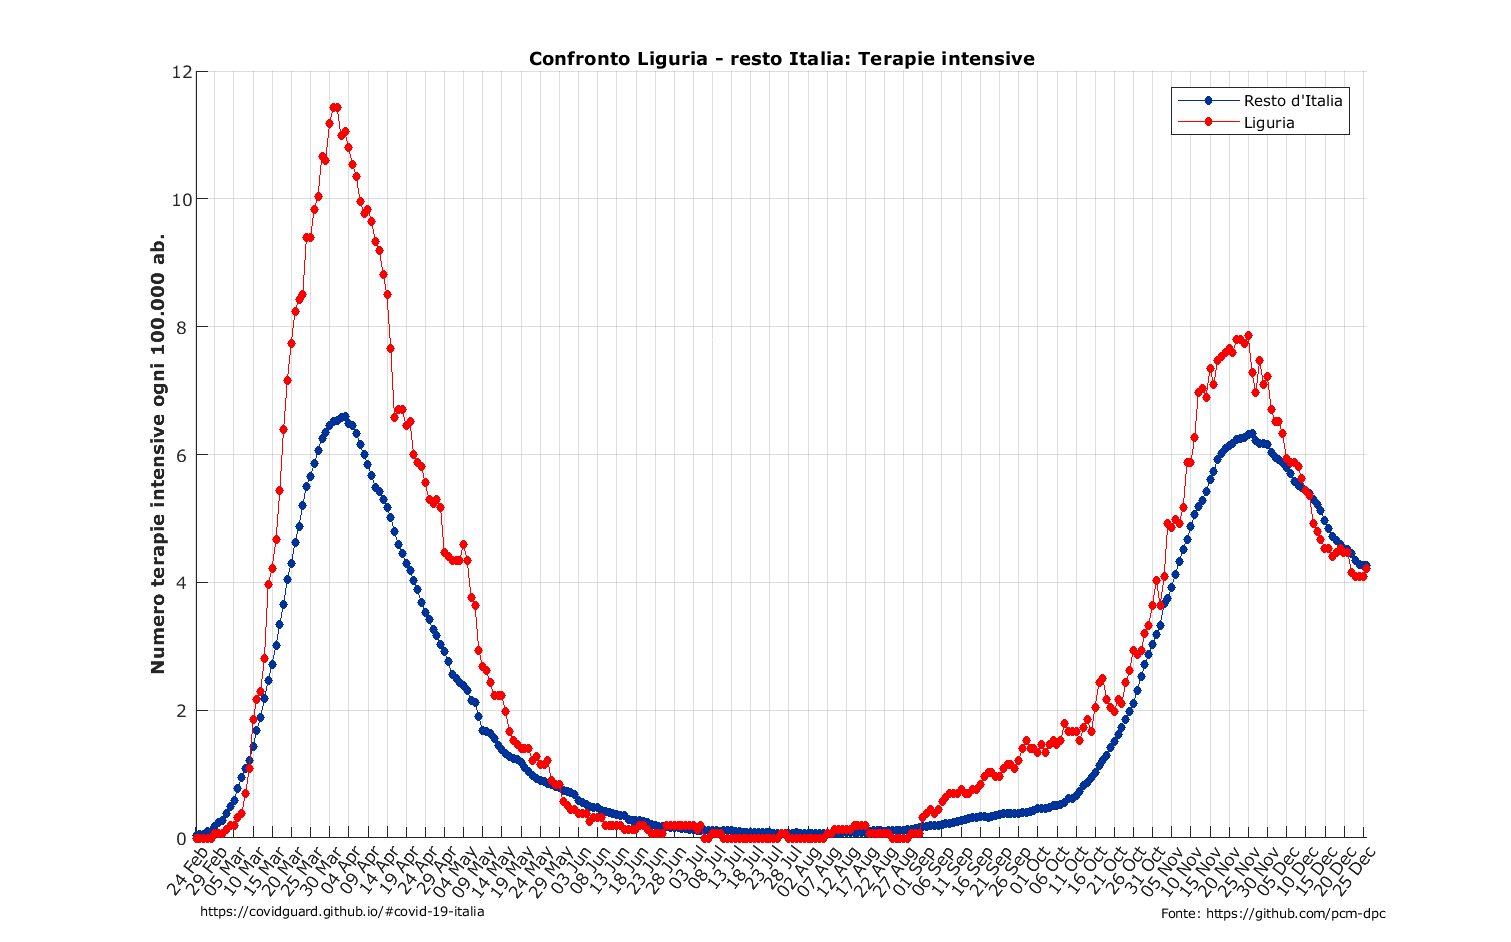 Confronto Liguria - resto Italia: Terapie intensive
Numero terapie intensive ogni 100.000 ab.
12
10
8
6
4
2
0
Resto d'Italia
Liguria
24 Feb
29 Feb
05 Mar
10 Mar
15 Mar
20 Mar
25 Mar
30 Mar
04 Apr
09 Apr
14 Apr
19 Apr
24 Apr
29 Apr
04 May
09 May
14 May
19 May
24 May
29 May
03 Jun
08 Jun
13 Jun
18 Jun
23 Jun
28 Jun
03 Jul
08 Jul
13 Jul
18 Jul
23 Jul
28 Jul
02 Aug
07 Aug
12 Aug
17 Aug
22 Aug
27 Aug
01 Sep
06 Sep
11 Sep
16 Sep
21 Sep
26 Sep
01 Oct
06 Oct
11 Oct
16 Oct
21 Oct
26 Oct
31 Oct
05 Nov
10 Nov
15 Nov
20 Nov
25 Nov
30 Nov
05 Dec
10 Dec
15 Dec
20 Dec
25 Dec
https://covidguard.github.io/#covid-19-italia
Fonte: https://github.com/pcm-dpc